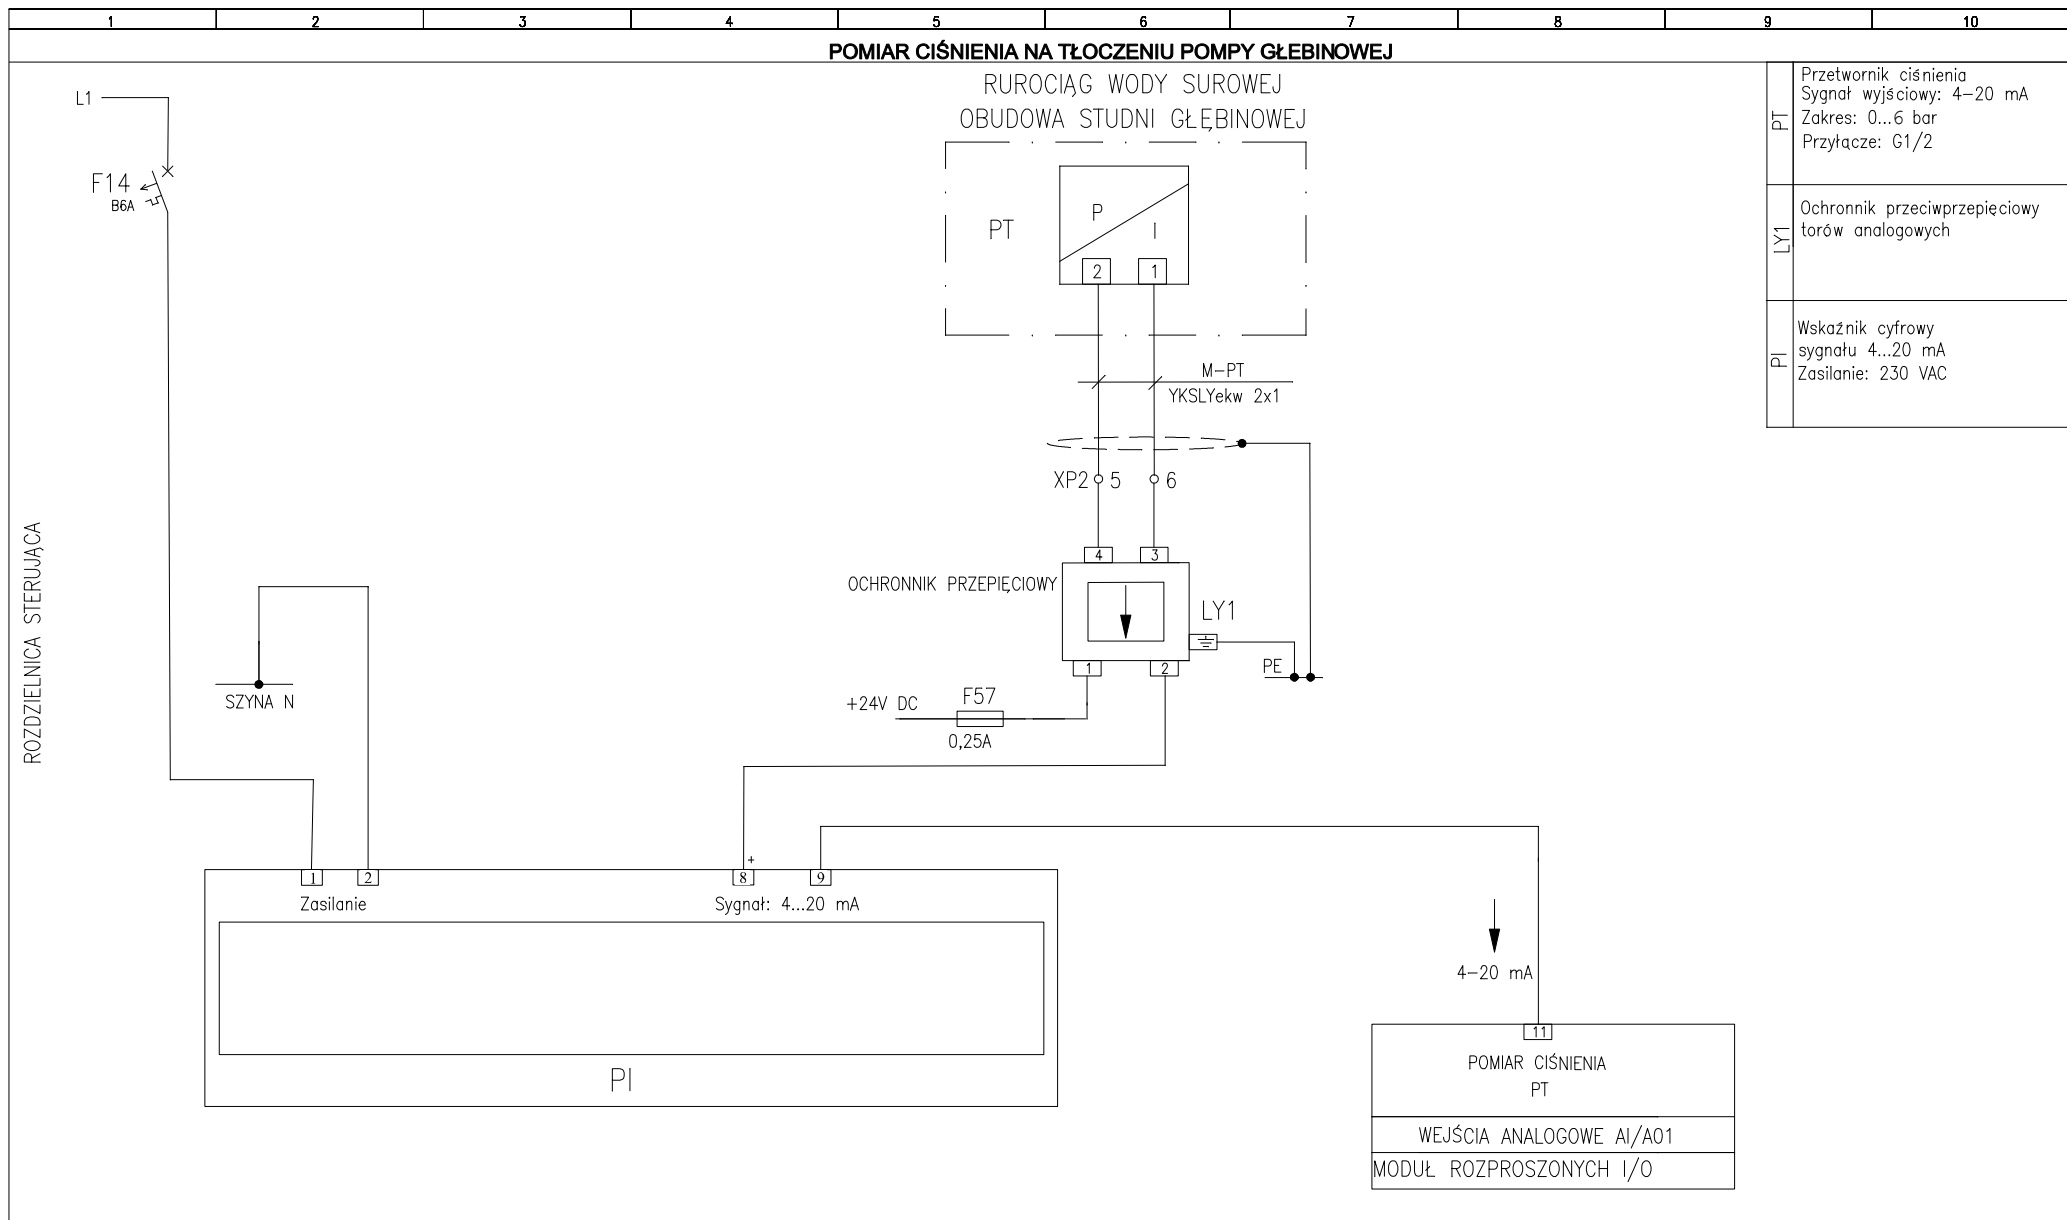 1 2 3 4 5 6 7 8 9 10
POMIAR CIŚNIENIA NA TŁOCZENIU POMPY GŁEBINOWEJ
RUROCIĄG WODY SUROWEJ
OBUDOWA STUDNI GŁĘBINOWEJ
L1
F14
B6A
PT
P
I
2 1
M-PT
YKSLYekw 2x1
XP2 5 6
4 3
OCHRONNIK PRZEPIĘCIOWY
LY1
1 2
PE
+24V DC
F57
0,25A
SZYNA N
ROZDZIELNICA STERUJĄCA
+
1 2 8 9
Zasilanie
Sygnał: 4...20 mA
PI
4-20 mA
11
POMIAR CIŚNIENIA
PT
WEJŚCIA ANALOGOWE AI/A01
MODUŁ ROZPROSZONYCH I/O
PT
Przetwornik ciśnienia
Sygnał wyjściowy: 4-20 mA
Zakres: 0...6 bar
Przyłącze: G1/2
LY1
Ochronnik przeciwprzepięciowy
torów analogowych
PI
Wskaźnik cyfrowy
sygnału 4...20 mA
Zasilanie: 230 VAC